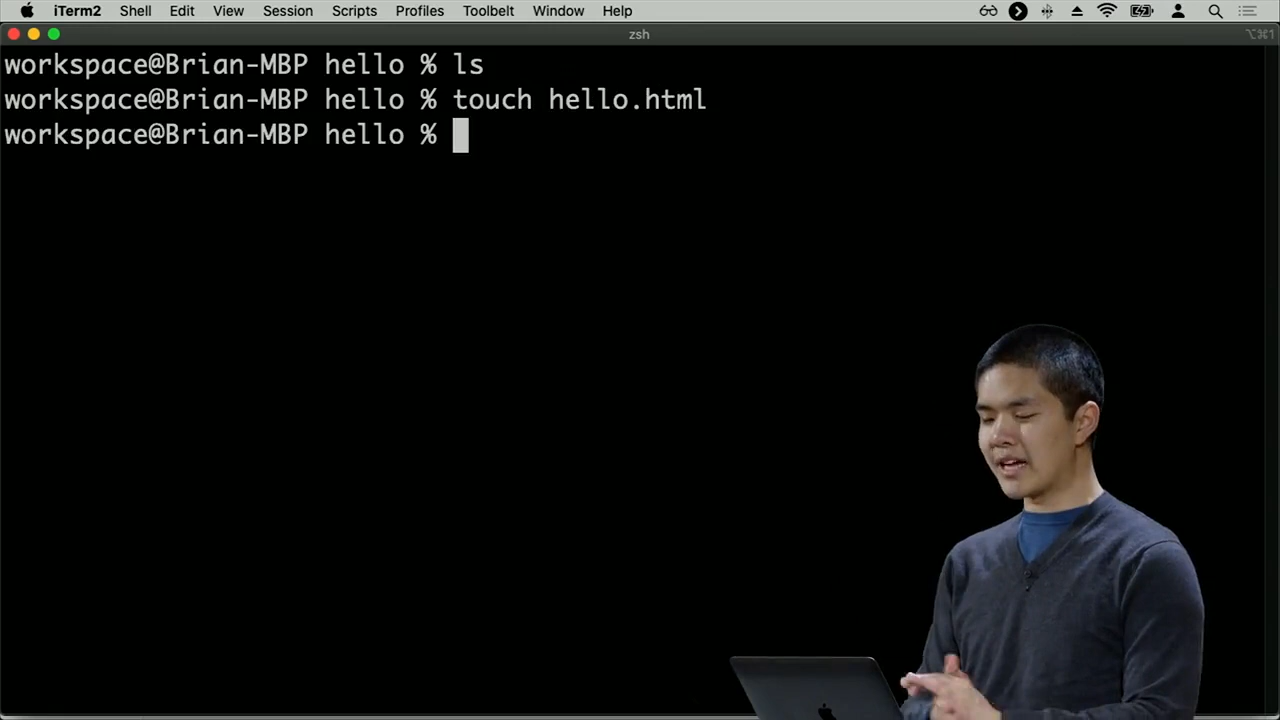 iTerm2 Shell Edit View Session Scripts Profiles Toolbelt Window Help
zsh
⌥⌘1
workspace@Brian-MBP hello % ls
workspace@Brian-MBP hello % touch hello.html
workspace@Brian-MBP hello %